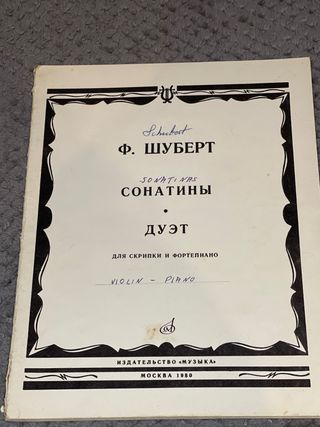 Schubert
Ф. ШУБЕРТ
SONATINAS
СОНАТИНЫ
•
ДУЭТ
ДЛЯ СКРИПКИ И ФОРТЕПИАНО
VIOLIN – PIANO
ИЗДАТЕЛЬСТВО «МУЗЫКА»
МОСКВА 1980